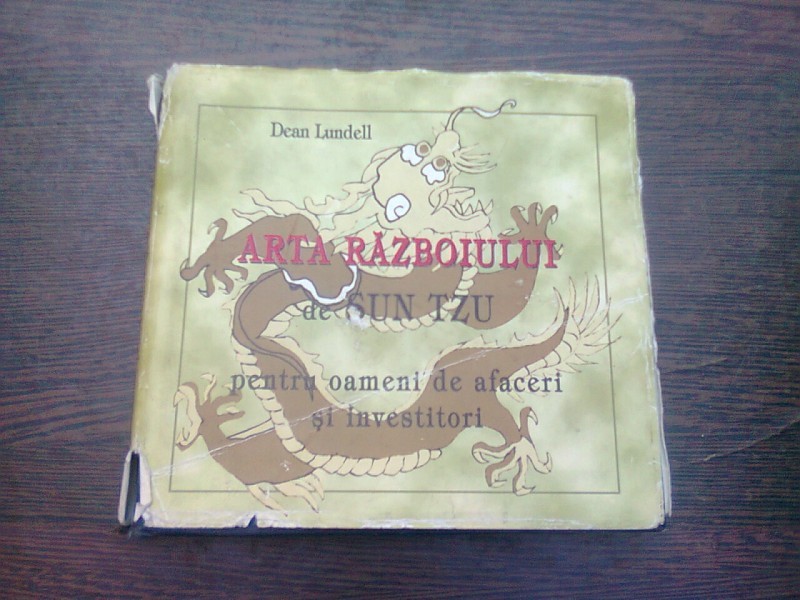 Dean Lundell
ARTA RĂZBOIULUI
de SUN TZU
pentru oameni de afaceri
și investitori